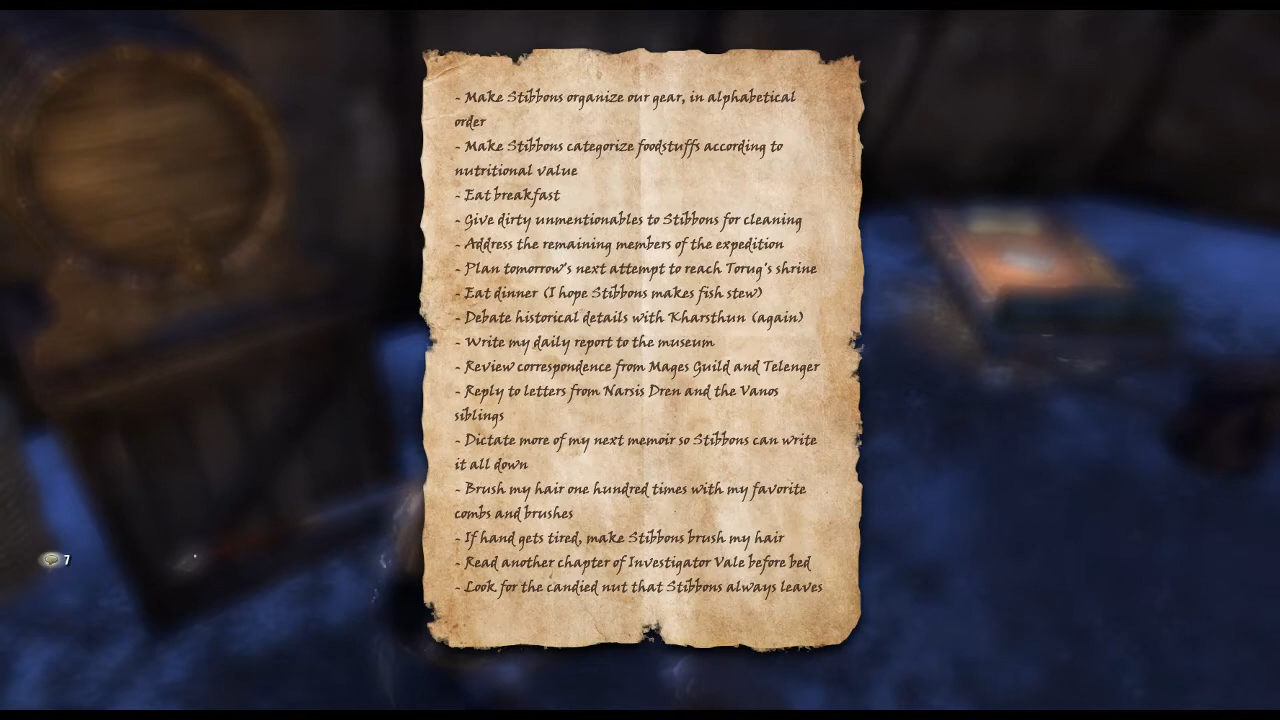 - Make Stibbons organize our gear, in alphabetical
order
- Make Stibbons categorize foodstuffs according to
nutritional value
- Eat breakfast
- Give dirty unmentionables to Stibbons for cleaning
- Address the remaining members of the expedition
- Plan tomorrow's next attempt to reach Torug's shrine
- Eat dinner (I hope Stibbons makes fish stew)
- Debate historical details with Kharsthun (again)
- Write my daily report to the museum
- Review correspondence from Mages Guild and Telenger
- Reply to letters from Narsis Dren and the Vanos
siblings
- Dictate more of my next memoir so Stibbons can write
it all down
- Brush my hair one hundred times with my favorite
combs and brushes
- If hand gets tired, make Stibbons brush my hair
- Read another chapter of Investigator Vale before bed
- Look for the candied nut that Stibbons always leaves
7